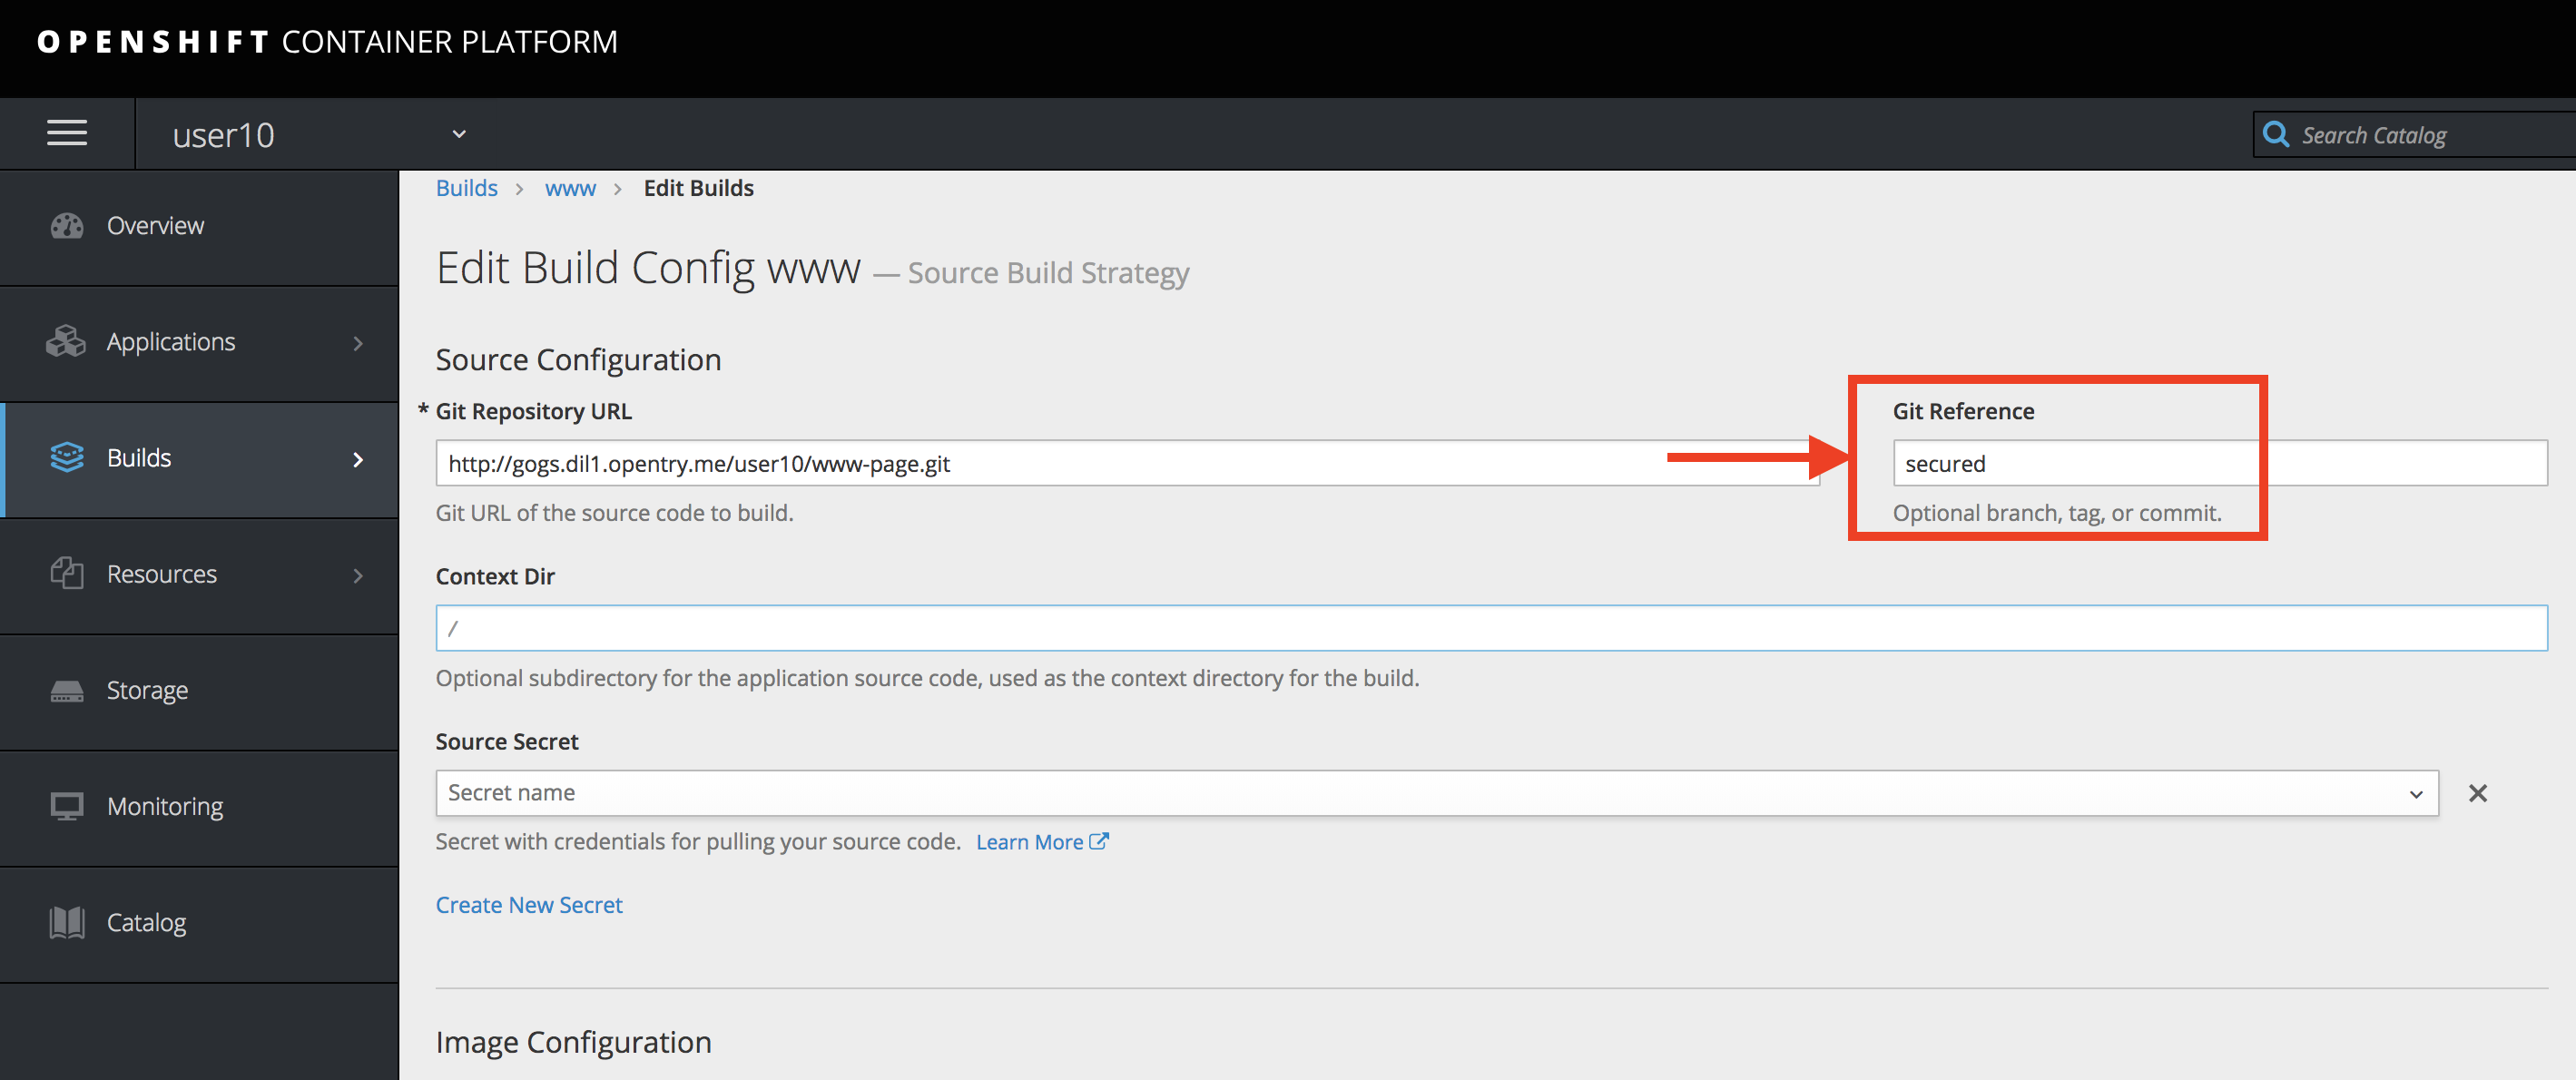 OPENSHIFT CONTAINER PLATFORM
user10
Search Catalog
Overview
Applications
Builds
Resources
Storage
Monitoring
Catalog
Builds > www > Edit Builds
Edit Build Config www — Source Build Strategy
Source Configuration
* Git Repository URL
http://gogs.dil1.opentry.me/user10/www-page.git
Git URL of the source code to build.
Git Reference
secured
Optional branch, tag, or commit.
Context Dir
/
Optional subdirectory for the application source code, used as the context directory for the build.
Source Secret
Secret name
Secret with credentials for pulling your source code. Learn More
Create New Secret
Image Configuration